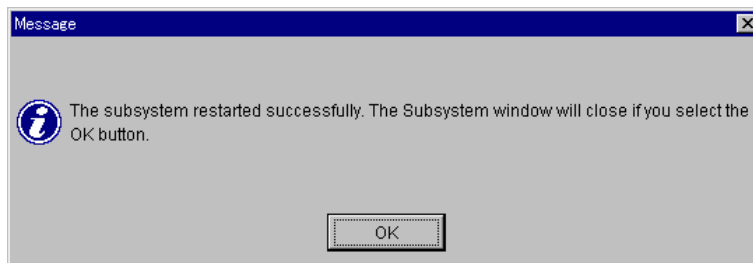 Message
The subsystem restarted successfully. The Subsystem window will close if you select the
OK button.
OK